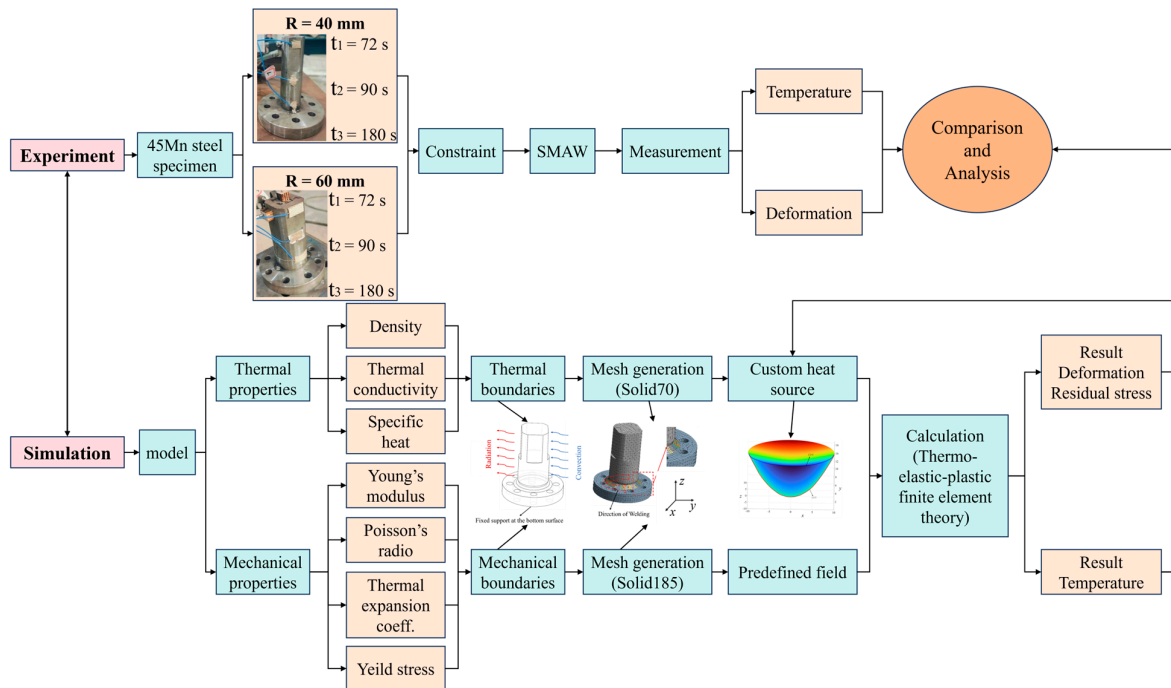 R = 40 mm
t1 = 72 s
t2 = 90 s
t3 = 180 s
Experiment
45Mn steel
specimen
R = 60 mm
t1 = 72 s
t2 = 90 s
t3 = 180 s
Constraint
SMAW
Measurement
Temperature
Deformation
Comparison
and
Analysis
Simulation
model
Thermal
properties
Density
Thermal
conductivity
Specific
heat
Thermal
boundaries
Mesh generation
(Solid70)
Custom heat
source
Mechanical
properties
Young's
modulus
Poisson's
radio
Thermal
expansion
coeff.
Yeild stress
Radiation
Convection
Fixed support at the bottom surface
Direction of Welding
z
y
x
Mechanical
boundaries
Mesh generation
(Solid185)
Predefined field
Calculation
(Thermo-
elastic-plastic
finite element
theory)
Result
Deformation
Residual stress
Result
Temperature